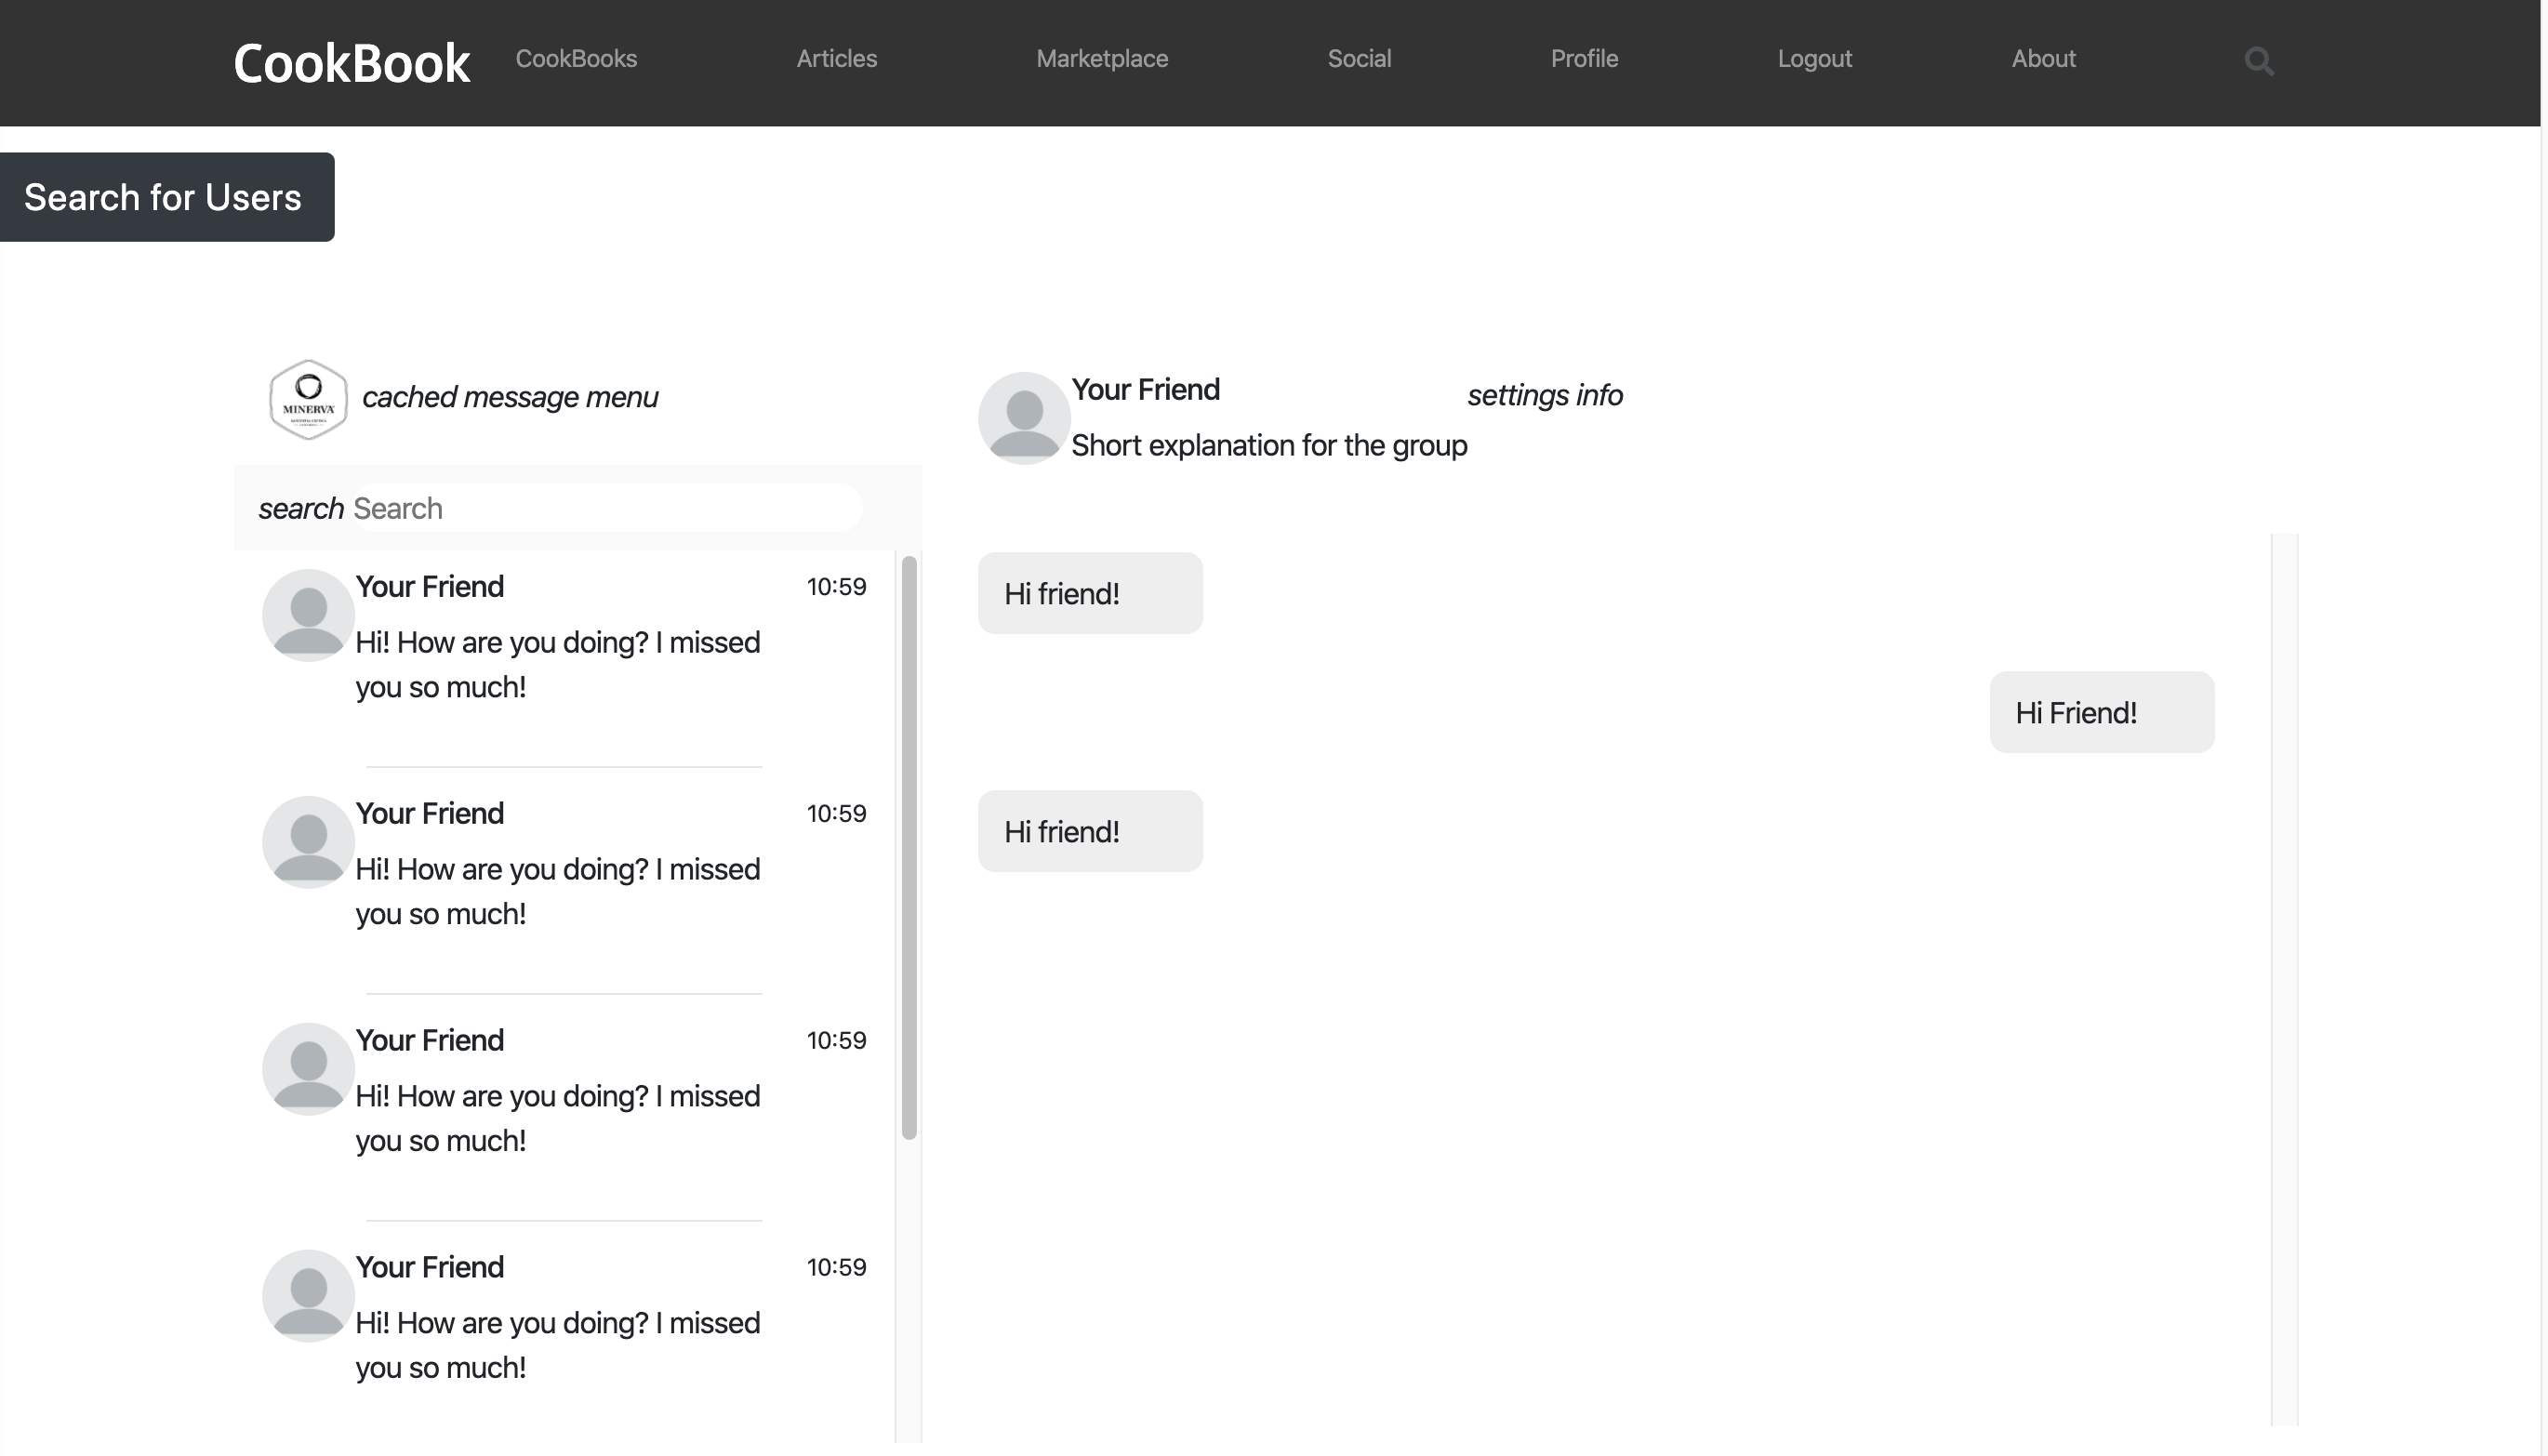 CookBook CookBooks Articles Marketplace Social Profile Logout About
Search for Users
MINERVA
cached message menu
search Search
Your Friend 10:59
Hi! How are you doing? I missed
you so much!
Your Friend 10:59
Hi! How are you doing? I missed
you so much!
Your Friend 10:59
Hi! How are you doing? I missed
you so much!
Your Friend 10:59
Hi! How are you doing? I missed
you so much!
Your Friend
settings info
Short explanation for the group
Hi friend!
Hi Friend!
Hi friend!